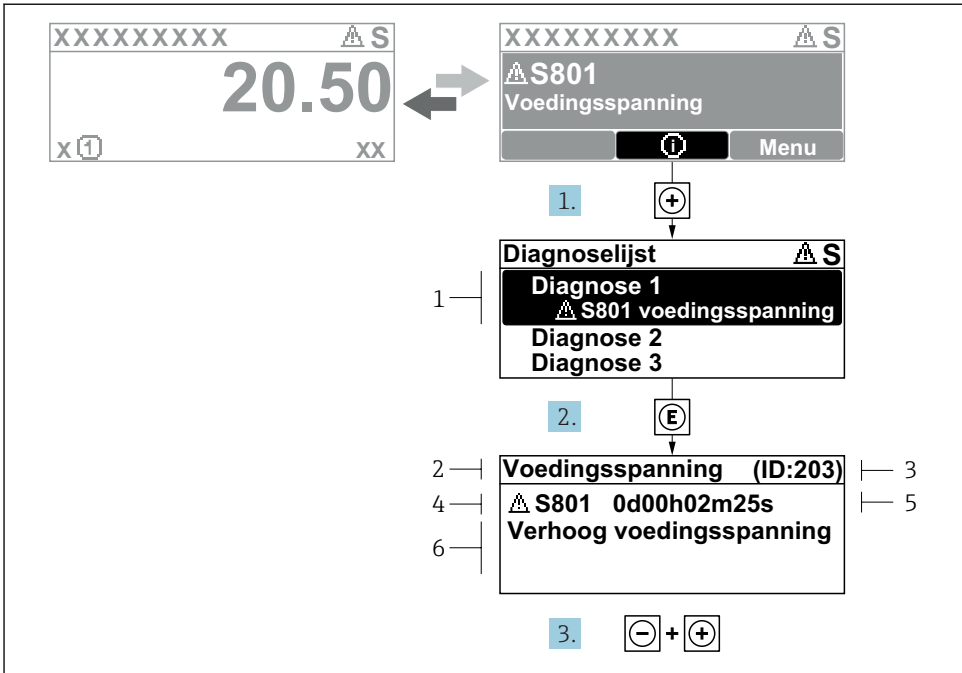 XXXXXXXXX ⚠ S
20.50
x ① xx
XXXXXXXXX ⚠ S
⚠ S801
Voedingsspanning
ⓘ Menu
1. +
Diagnoselijst ⚠ S
1
Diagnose 1
⚠ S801 voedingsspanning
Diagnose 2
Diagnose 3
2. E
2 Voedingsspanning (ID:203) 3
4 ⚠ S801 0d00h02m25s 5
6 Verhoog voedingsspanning
3. - + +